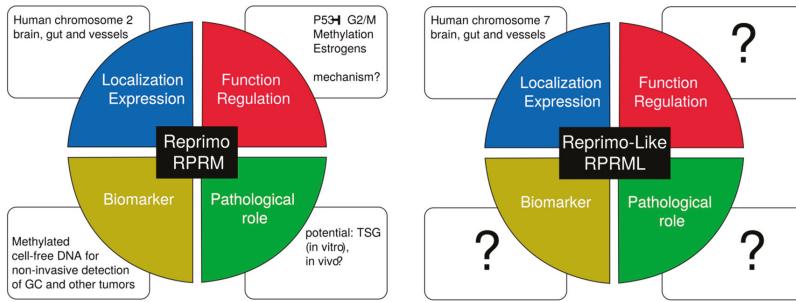 Human chromosome 2
brain, gut and vessels
P53⊣ G2/M
Methylation
Estrogens
mechanism?
Localization
Expression
Function
Regulation
Reprimo
RPRM
Biomarker
Pathological
role
Methylated
cell-free DNA for
non-invasive detection
of GC and other tumors
potential: TSG
(in vitro),
in vivo?
Human chromosome 7
brain, gut and vessels
?
Localization
Expression
Function
Regulation
Reprimo-Like
RPRML
Biomarker
Pathological
role
?
?